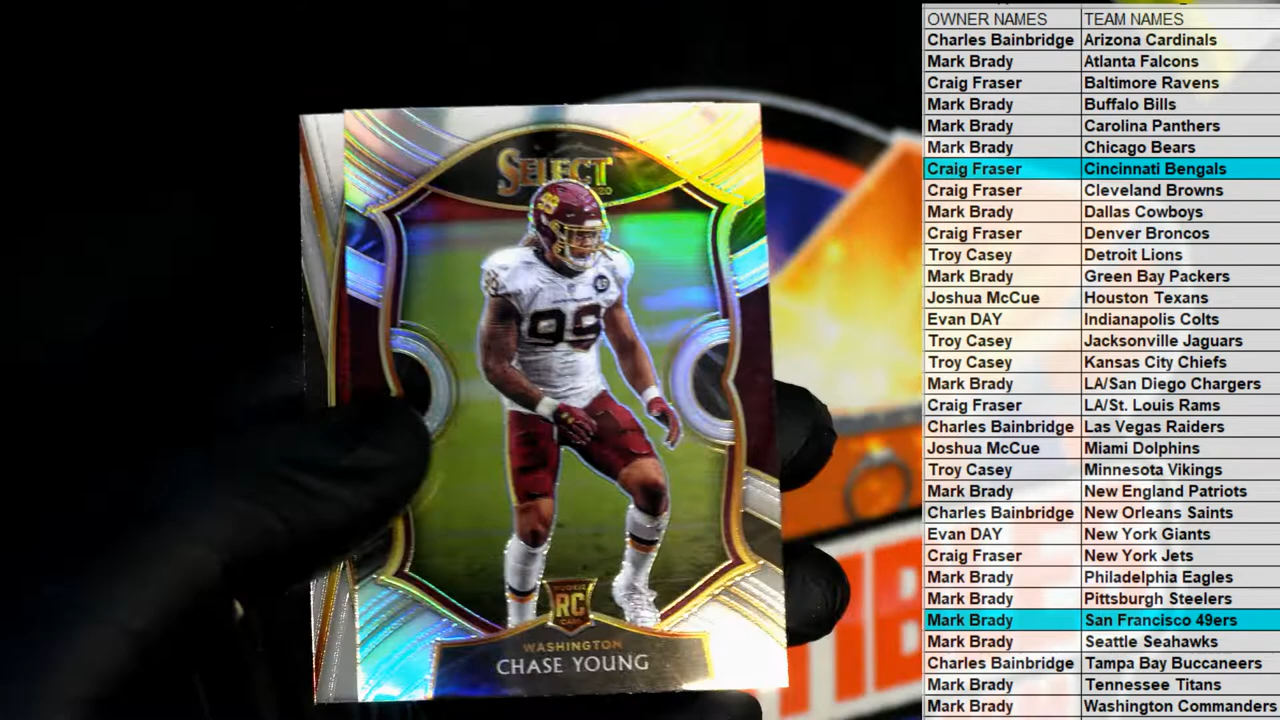 SELECT
2020
99
ROOKIE
RC
CARD
WASHINGTON
CHASE YOUNG
OWNER NAMES TEAM NAMES
Charles Bainbridge Arizona Cardinals
Mark Brady Atlanta Falcons
Craig Fraser Baltimore Ravens
Mark Brady Buffalo Bills
Mark Brady Carolina Panthers
Mark Brady Chicago Bears
Craig Fraser Cincinnati Bengals
Craig Fraser Cleveland Browns
Mark Brady Dallas Cowboys
Craig Fraser Denver Broncos
Troy Casey Detroit Lions
Mark Brady Green Bay Packers
Joshua McCue Houston Texans
Evan DAY Indianapolis Colts
Troy Casey Jacksonville Jaguars
Troy Casey Kansas City Chiefs
Mark Brady LA/San Diego Chargers
Craig Fraser LA/St. Louis Rams
Charles Bainbridge Las Vegas Raiders
Joshua McCue Miami Dolphins
Troy Casey Minnesota Vikings
Mark Brady New England Patriots
Charles Bainbridge New Orleans Saints
Evan DAY New York Giants
Craig Fraser New York Jets
Mark Brady Philadelphia Eagles
Mark Brady Pittsburgh Steelers
Mark Brady San Francisco 49ers
Mark Brady Seattle Seahawks
Charles Bainbridge Tampa Bay Buccaneers
Mark Brady Tennessee Titans
Mark Brady Washington Commanders